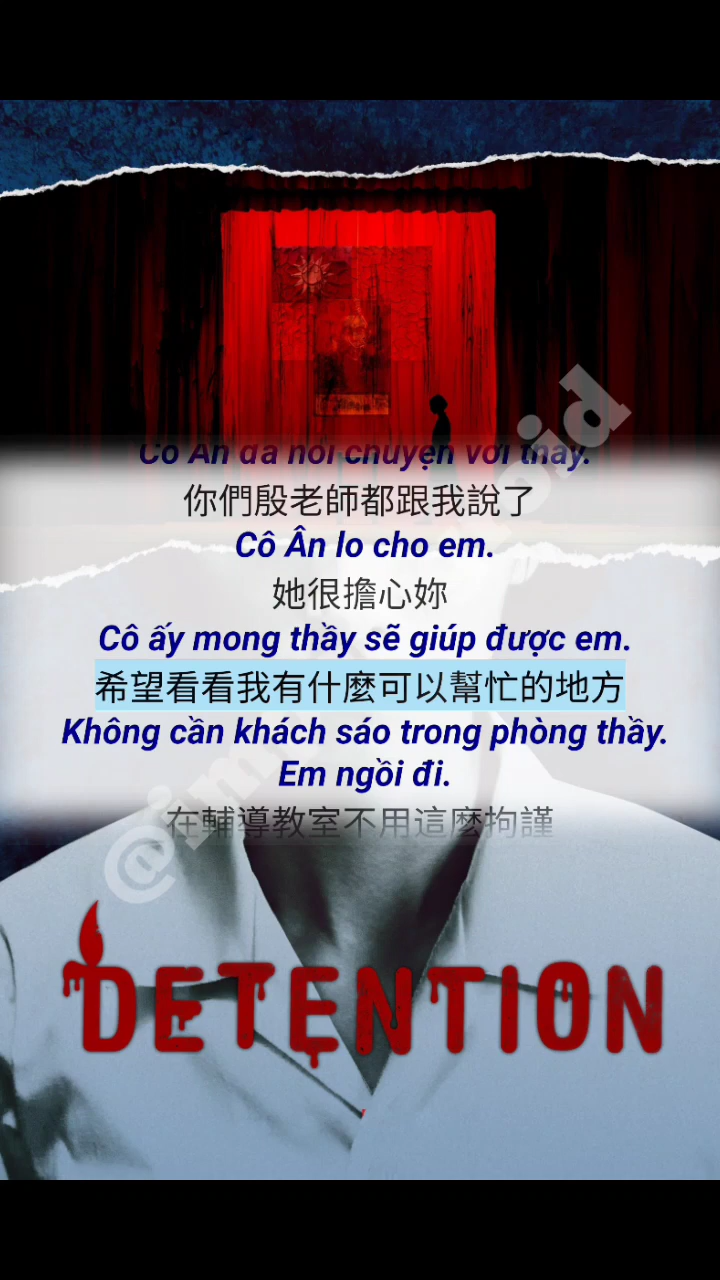 Cô Ân đã nói chuyện với thầy.
你們殷老師都跟我說了
Cô Ân lo cho em.
她很擔心妳
Cô ấy mong thầy sẽ giúp được em.
希望看看我有什麼可以幫忙的地方
Không cần khách sáo trong phòng thầy.
Em ngồi đi.
在輔導教室不用這麼拘謹
DETENTION